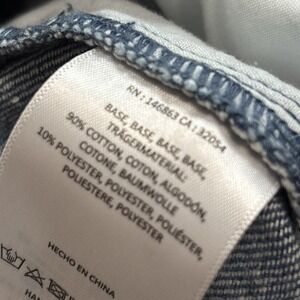 RN: 146863 CA: 32054
BASE, BASE, BASE, BASE,
TRÄGERMATERIAL:
90% COTTON, COTON, ALGODÓN,
COTONE, BAUMWOLLE
10% POLYESTER, POLYESTER, POLIÉSTER,
POLIESTERE, POLYESTER
HECHO EN CHINA